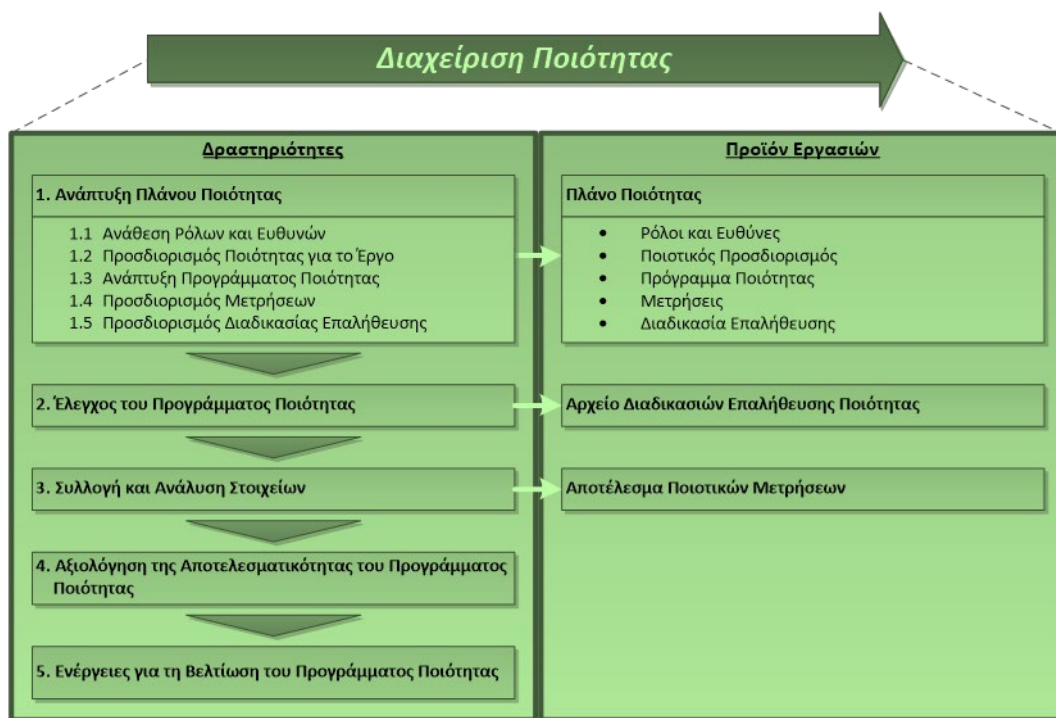 Διαχείριση Ποιότητας
Δραστηριότητες
1. Ανάπτυξη Πλάνου Ποιότητας
1.1 Ανάθεση Ρόλων και Ευθυνών
1.2 Προσδιορισμός Ποιότητας για το Έργο
1.3 Ανάπτυξη Προγράμματος Ποιότητας
1.4 Προσδιορισμός Μετρήσεων
1.5 Προσδιορισμός Διαδικασίας Επαλήθευσης
2. Έλεγχος του Προγράμματος Ποιότητας
3. Συλλογή και Ανάλυση Στοιχείων
4. Αξιολόγηση της Αποτελεσματικότητας του Προγράμματος
Ποιότητας
5. Ενέργειες για τη Βελτίωση του Προγράμματος Ποιότητας
Προϊόν Εργασιών
Πλάνο Ποιότητας
• Ρόλοι και Ευθύνες
• Ποιοτικός Προσδιορισμός
• Πρόγραμμα Ποιότητας
• Μετρήσεις
• Διαδικασία Επαλήθευσης
Αρχείο Διαδικασιών Επαλήθευσης Ποιότητας
Αποτέλεσμα Ποιοτικών Μετρήσεων